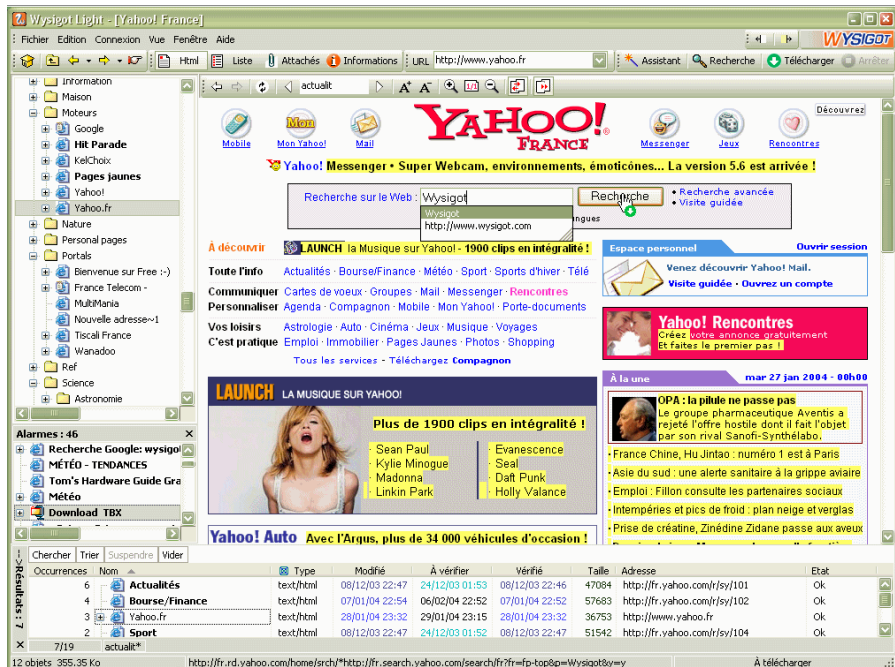 Wysigot Light - [Yahoo! France]
Fichier Edition Connexion Vue Fenêtre Aide
WYSIGOT
Html Liste Attachés Informations URL http://www.yahoo.fr Assistant Recherche Télécharger Arrêter
Information
Maison
Moteurs
Google
Hit Parade
KelChoix
Pages jaunes
Yahoo!
Yahoo.fr
Nature
Personal pages
Portals
Bienvenue sur Free :-)
France Telecom -
MultiMania
Nouvelle adresse~1
Tiscali France
Wanadoo
Ref
Science
Astronomie
Alarmes : 46 X
Recherche Google: wysigo
MÉTÉO - TENDANCES
Tom's Hardware Guide Gra
Météo
Download TBX
actualit A A 1/1
Mobile Mon Yahoo! Mail
Mon
YAHOO!
FRANCE
Messenger Jeux Rencontres
Découvrez
Yahoo! Messenger • Super Webcam, environnements, émoticónes... La version 5.6 est arrivée !
Recherche sur le Web : Wysigot Recherche
• Recherche avancée
• Visite guidée
Wysigot
http://www.wysigot.com
ngues
À découvrir LAUNCH la Musique sur Yahoo! - 1900 clips en intégralité !
Toute l'info Actualités · Bourse/Finance · Météo · Sport · Sports d'hiver · Télé
Communiquer Cartes de voeux · Groupes · Mail · Messenger · Rencontres
Personnaliser Agenda · Compagnon · Mobile · Mon Yahoo! · Porte-documents
Vos loisirs Astrologie · Auto · Cinéma · Jeux · Musique · Voyages
C'est pratique Emploi · Immobilier · Pages Jaunes · Photos · Shopping
Tous les services - Téléchargez Compagnon
LAUNCH LA MUSIQUE SUR YAHOO!
Plus de 1900 clips en intégralité !
· Sean Paul
· Kylie Minogue
· Madonna
· Linkin Park
· Evanescence
· Seal
· Daft Punk
· Holly Valance
Yahoo! Auto Avec l'Argus, plus de 34 000 véhicules d'occasion !
Espace personnel Ouvrir session
Venez découvrir Yahoo! Mail.
Visite guidée · Ouvrez un compte
Yahoo! Rencontres
Créez votre annonce gratuitement
Et faites le premier pas !
À la une mar 27 jan 2004 - 00h00
OPA : la pilule ne passe pas
Le groupe pharmaceutique Aventis a
rejeté l'offre hostile dont il fait l'objet
par son rival Sanofi-Synthélabo.
· France Chine, Hu Jintao : numéro 1 est à Paris
· Asie du sud : une alerte sanitaire à la grippe aviaire
· Emploi : Fillon consulte les partenaires sociaux
· Intempéries et pics de froid : plan neige et verglas
· Prise de créatine, Zinédine Zidane passe aux aveux
-->Résultats : 7
Chercher Trier Suspendre Vider
Occurrences Nom Type Modifié À vérifier Vérifié Taille Adresse Etat
6 Actualités text/html 08/12/03 22:47 24/12/03 01:53 08/12/03 22:46 47084 http://fr.yahoo.com/r/sy/101 Ok
4 Bourse/Finance text/html 07/01/04 22:54 06/02/04 22:52 07/01/04 22:52 57683 http://fr.yahoo.com/r/sy/102 Ok
3 Yahoo.fr text/html 28/01/04 23:32 29/01/04 23:15 28/01/04 23:32 36753 http://www.yahoo.fr Ok
2 Sport text/html 08/12/03 22:47 24/12/03 01:52 08/12/03 22:47 51542 http://fr.yahoo.com/r/sy/104 Ok
X 7/19 actualit*
12 objets 355.35 Ko http://fr.rd.yahoo.com/home/srch/*http://fr.search.yahoo.com/search/fr?fr=fp-top&p=Wysigot&y=y À télécharger